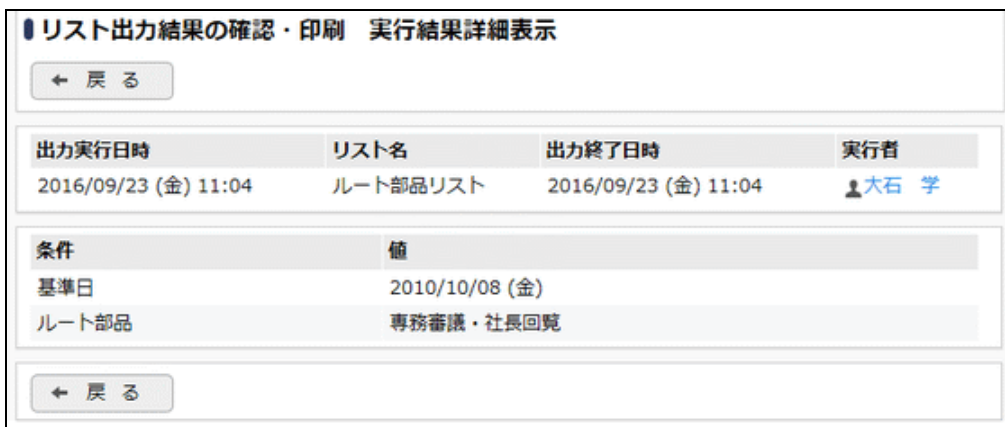 リスト出力結果の確認・印刷　実行結果詳細表示
← 戻 る
出力実行日時 リスト名 出力終了日時 実行者
2016/09/23 (金) 11:04 ルート部品リスト 2016/09/23 (金) 11:04 大石　学
条件 値
基準日 2010/10/08 (金)
ルート部品 専務審議・社長回覧
← 戻 る